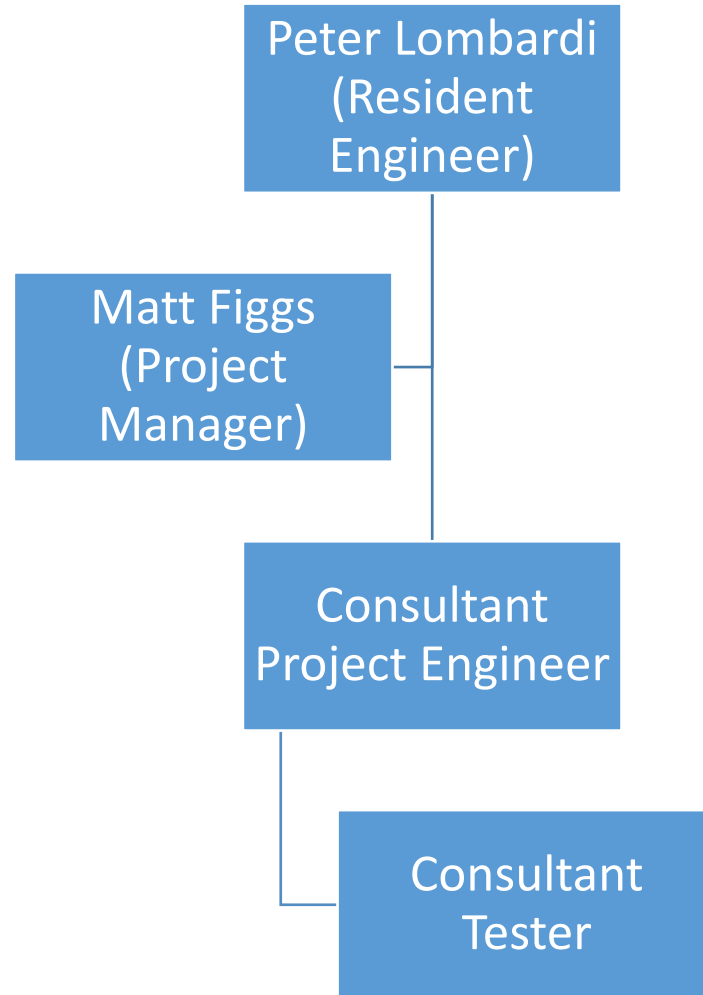 Peter Lombardi
(Resident
Engineer)
Matt Figgs
(Project
Manager)
Consultant
Project Engineer
Consultant
Tester